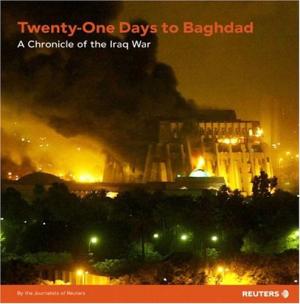 Twenty-One Days to Baghdad
A Chronicle of the Iraq War
By the Journalists of Reuters
REUTERS